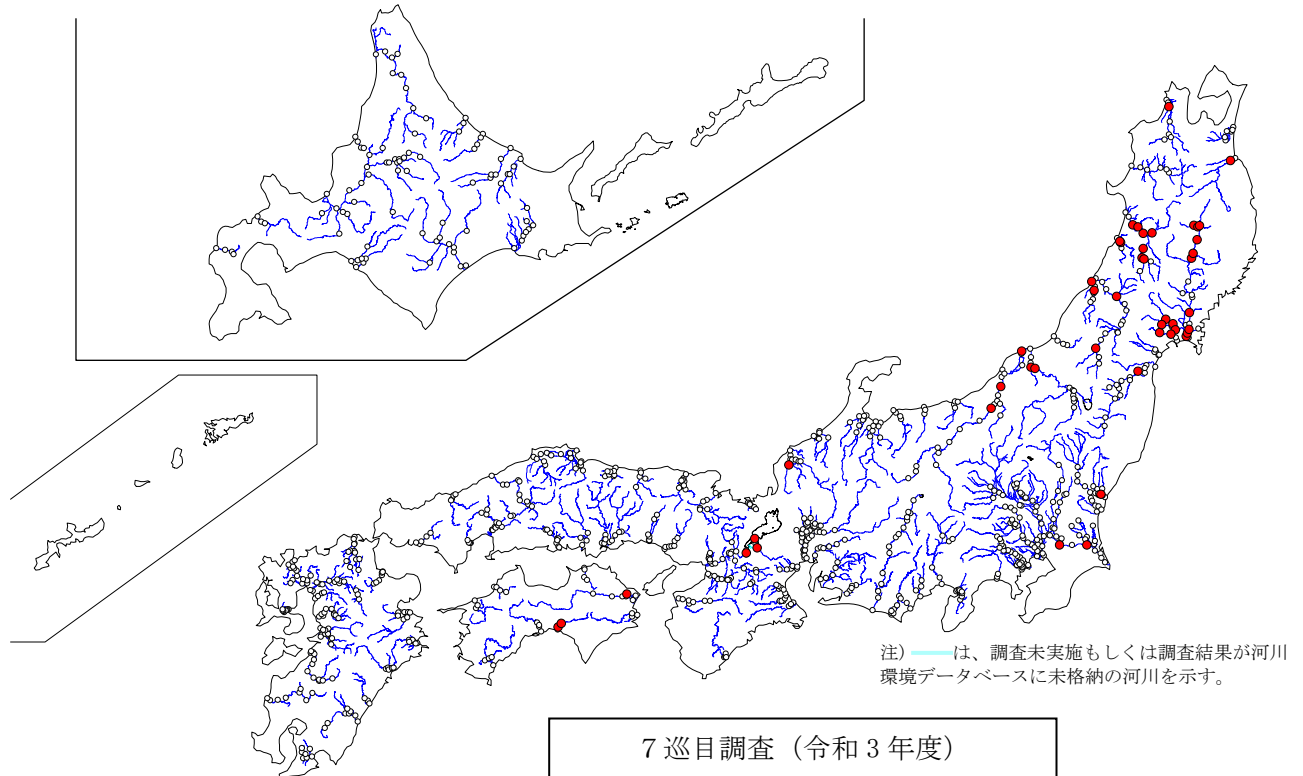 注） は、調査未実施もしくは調査結果が河川
環境データベースに未格納の河川を示す。
7巡目調査（令和3年度）